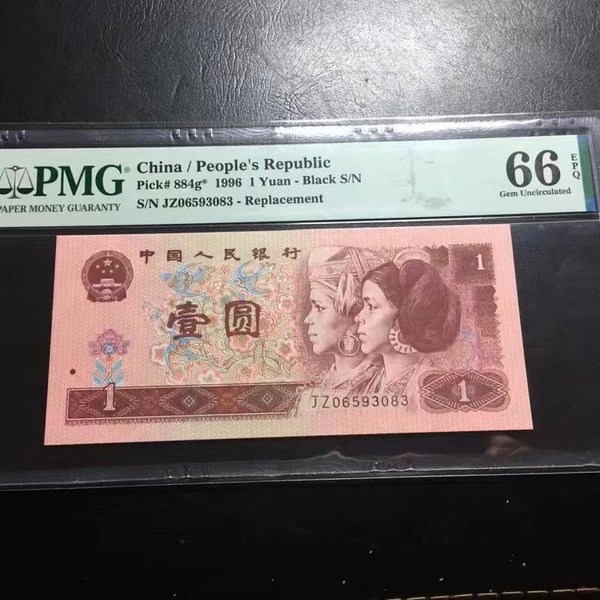 PMG
PAPER MONEY GUARANTY
China / People's Republic
Pick# 884g* 1996 1 Yuan - Black S/N
S/N JZ06593083 - Replacement
66 EPQ
Gem Uncirculated
中国人民银行
1
壹圆
JZ06593083
1
1